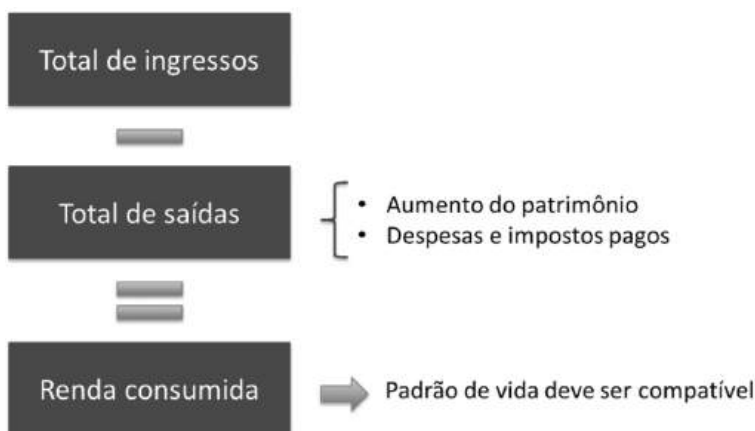 Total de ingressos
Total de saídas
• Aumento do patrimônio
• Despesas e impostos pagos
Renda consumida
Padrão de vida deve ser compatível